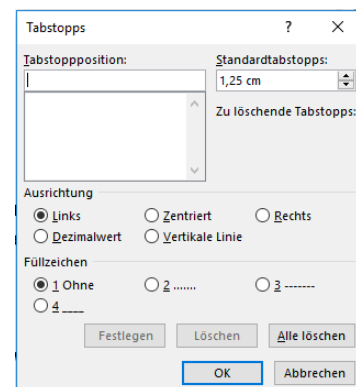 Tabstopps ? ×
Tabstoppposition: Standardtabstopps:
1,25 cm
Zu löschende Tabstopps:
Ausrichtung
Links Zentriert Rechts
Dezimalwert Vertikale Linie
Füllzeichen
1 Ohne 2 ....... 3 -------
4 ____
Festlegen Löschen Alle löschen
OK Abbrechen